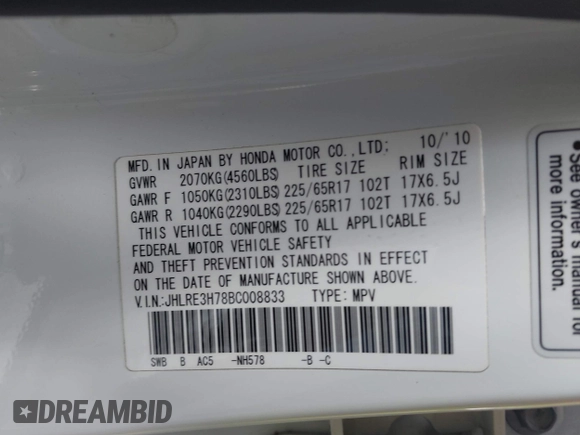 MFD. IN JAPAN BY HONDA MOTOR CO.,LTD: 10/'10
GVWR 2070KG(4560LBS) TIRE SIZE RIM SIZE
GAWR F 1050KG(2310LBS) 225/65R17 102T 17X6.5J
GAWR R 1040KG(2290LBS) 225/65R17 102T 17X6.5J
THIS VEHICLE CONFORMS TO ALL APPLICABLE
FEDERAL MOTOR VEHICLE SAFETY
AND THEFT PREVENTION STANDARDS IN EFFECT
ON THE DATE OF MANUFACTURE SHOWN ABOVE.
V.I.N.:JHLRE3H78BC008833 TYPE: MPV
SWB B AC5 -NH578 -B -C
See owner's manual for
more information.
DREAMBID